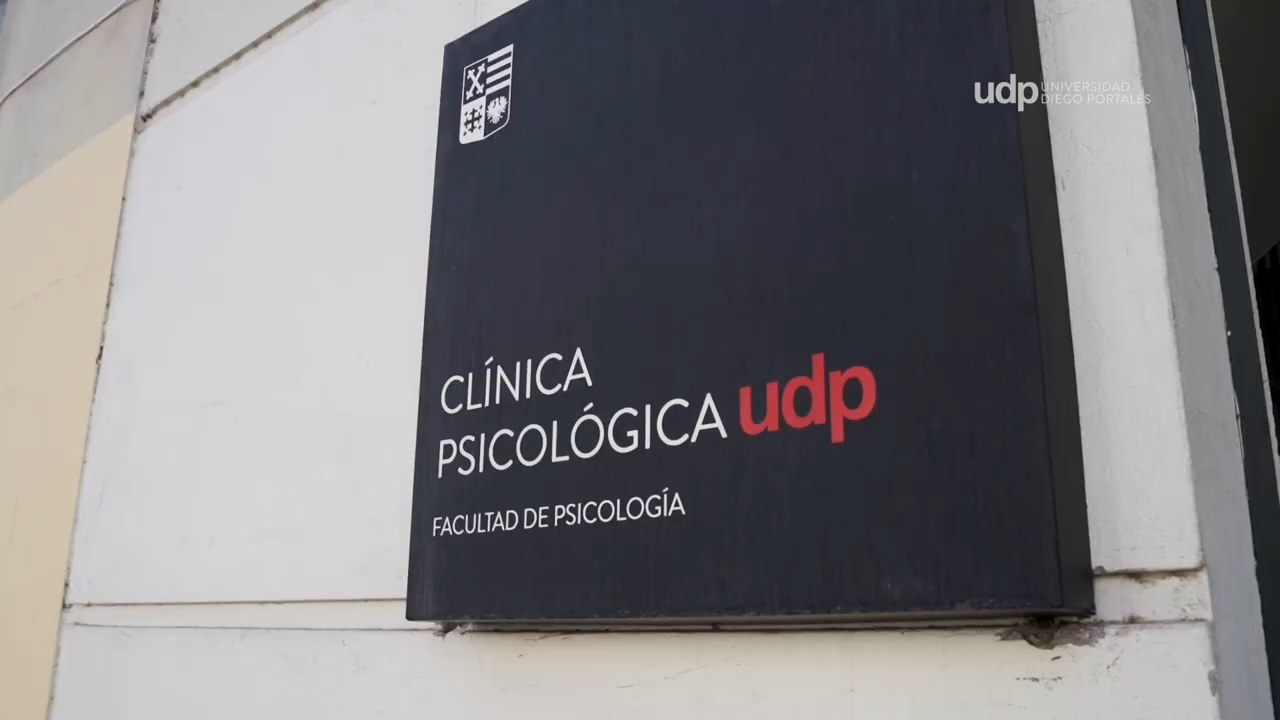 udp UNIVERSIDAD
DIEGO PORTALES
CLÍNICA
PSICOLÓGICA udp
FACULTAD DE PSICOLOGÍA